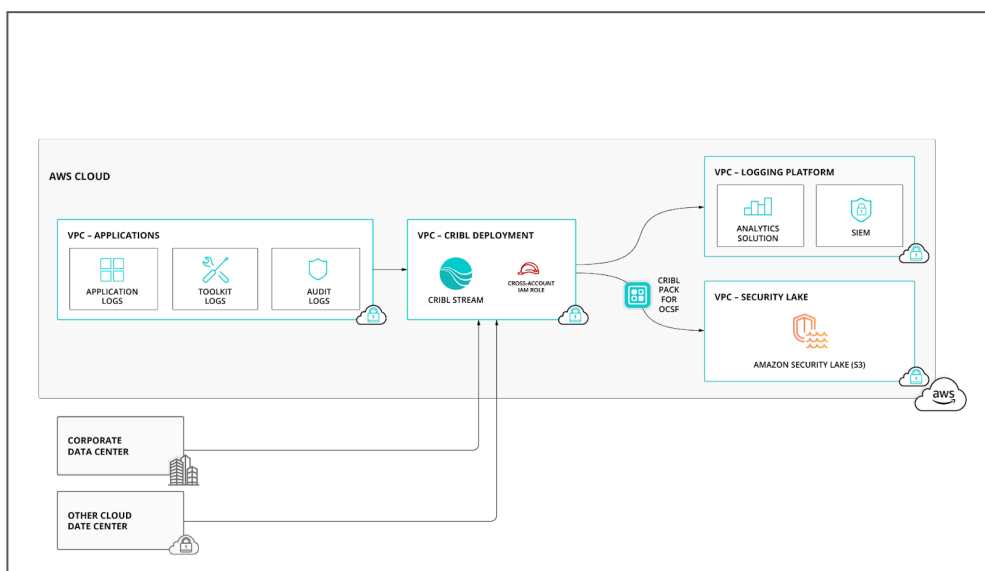 AWS CLOUD
VPC – APPLICATIONS
APPLICATION
LOGS
TOOLKIT
LOGS
AUDIT
LOGS
VPC – CRIBL DEPLOYMENT
CRIBL STREAM
CROSS-ACCOUNT
IAM ROLE
CRIBL
PACK
FOR
OCSF
VPC – LOGGING PLATFORM
ANALYTICS
SOLUTION
SIEM
VPC – SECURITY LAKE
AMAZON SECURITY LAKE (S3)
aws
CORPORATE
DATA CENTER
OTHER CLOUD
DATE CENTER